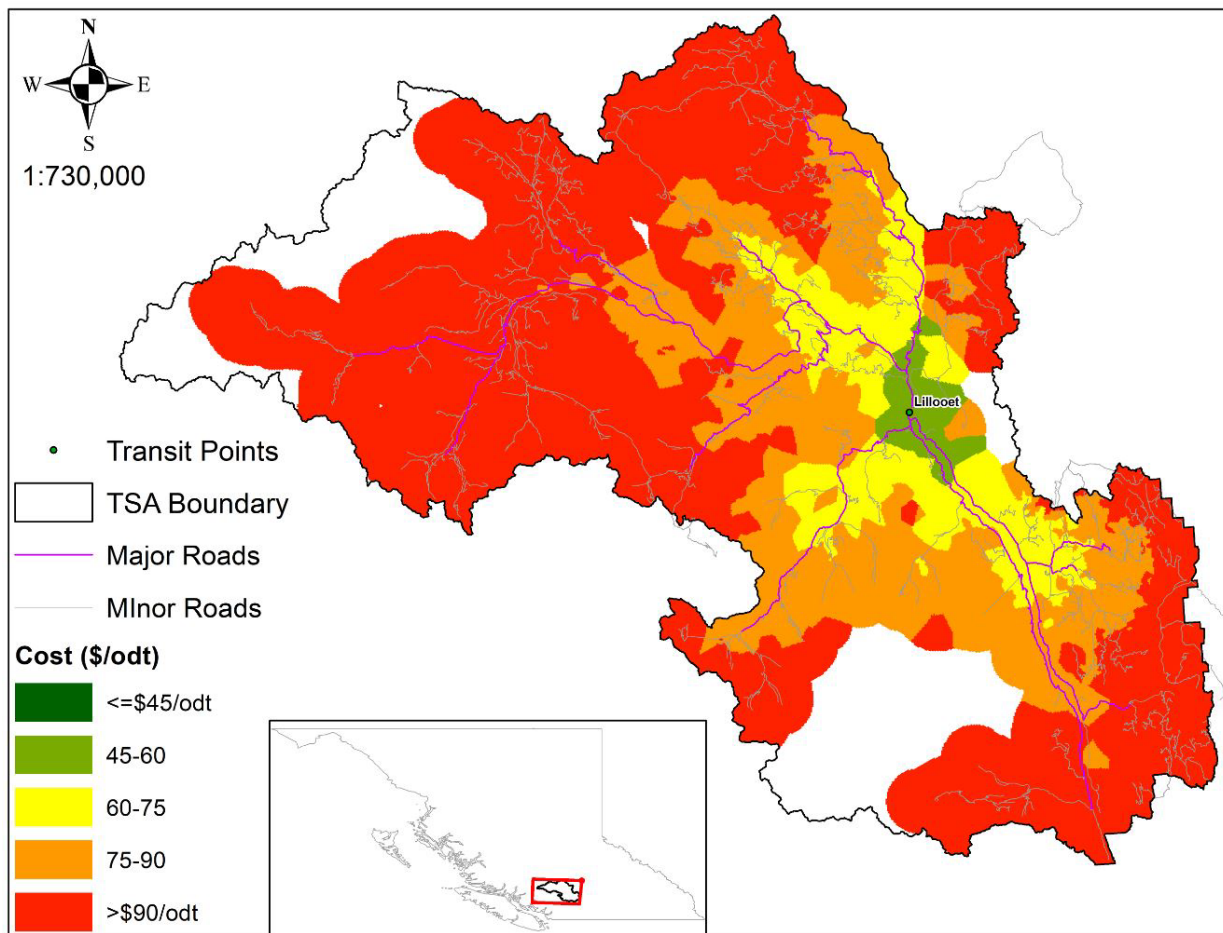 N
W E
S
1:730,000
Lillooet
Transit Points
TSA Boundary
Major Roads
MInor Roads
Cost ($/odt)
<=$45/odt
45-60
60-75
75-90
>$90/odt